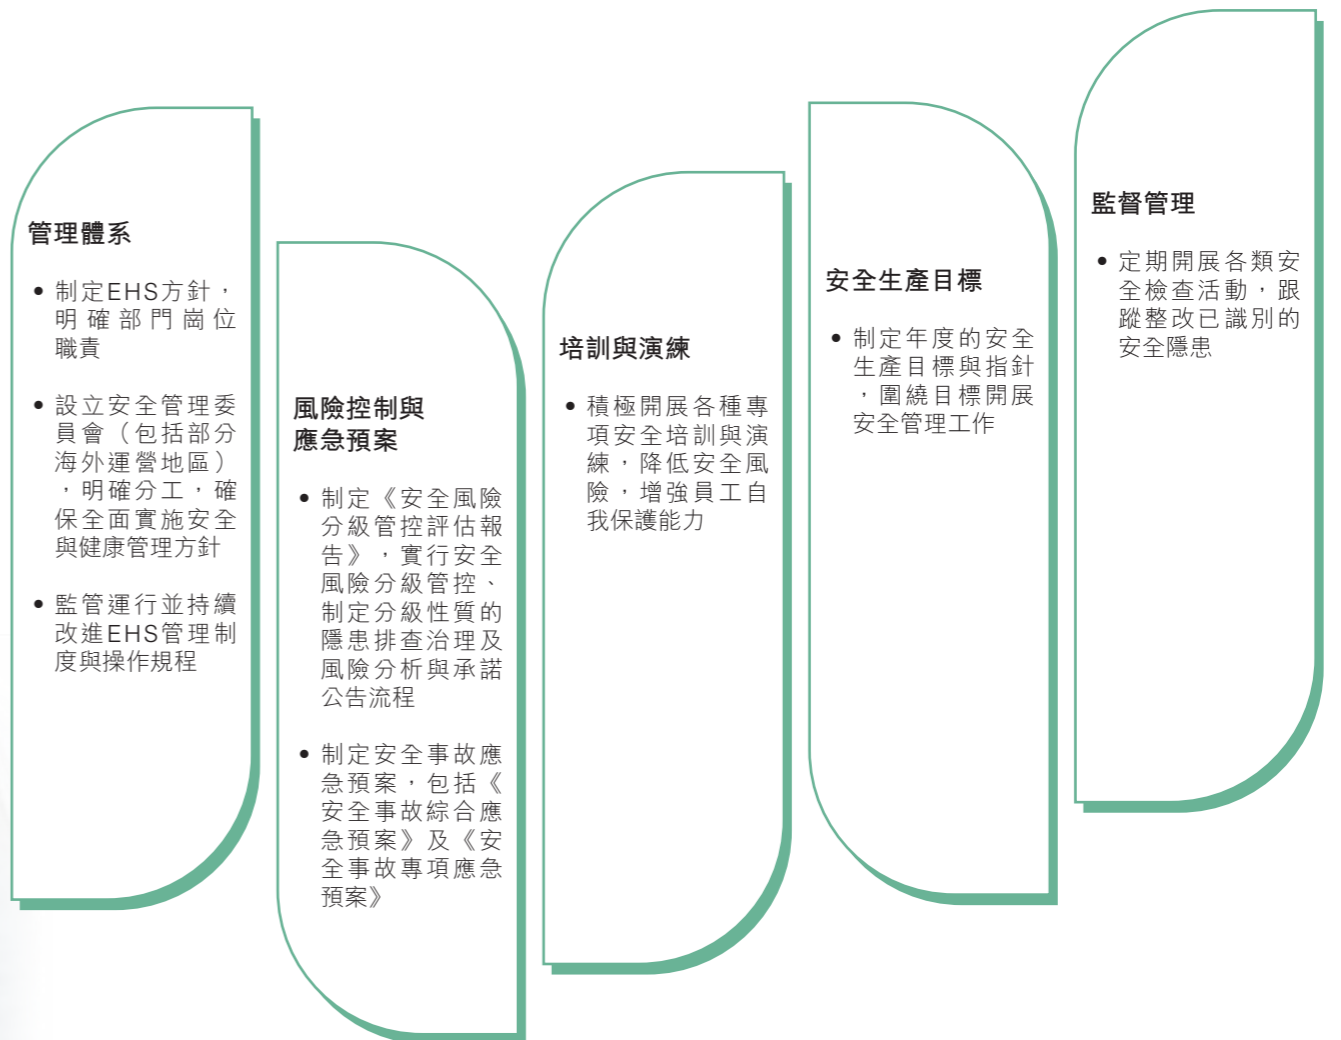 管理體系
• 制定EHS方針，
明確部門崗位
職責
• 設立安全管理委
員會（包括部分
海外運營地區）
，明確分工，確
保全面實施安全
與健康管理方針
• 監管運行並持續
改進EHS管理制
度與操作規程
風險控制與
應急預案
• 制定《安全風險
分級管控評估報
告》，實行安全
風險分級管控、
制定分級性質的
隱患排查治理及
風險分析與承諾
公告流程
• 制定安全事故應
急預案，包括《
安全事故綜合應
急預案》及《安
全事故專項應急
預案》
培訓與演練
• 積極開展各種專
項安全培訓與演
練，降低安全風
險，增強員工自
我保護能力
安全生產目標
• 制定年度的安全
生產目標與指針
，圍繞目標開展
安全管理工作
監督管理
• 定期開展各類安
全檢查活動，跟
蹤整改已識別的
安全隱患